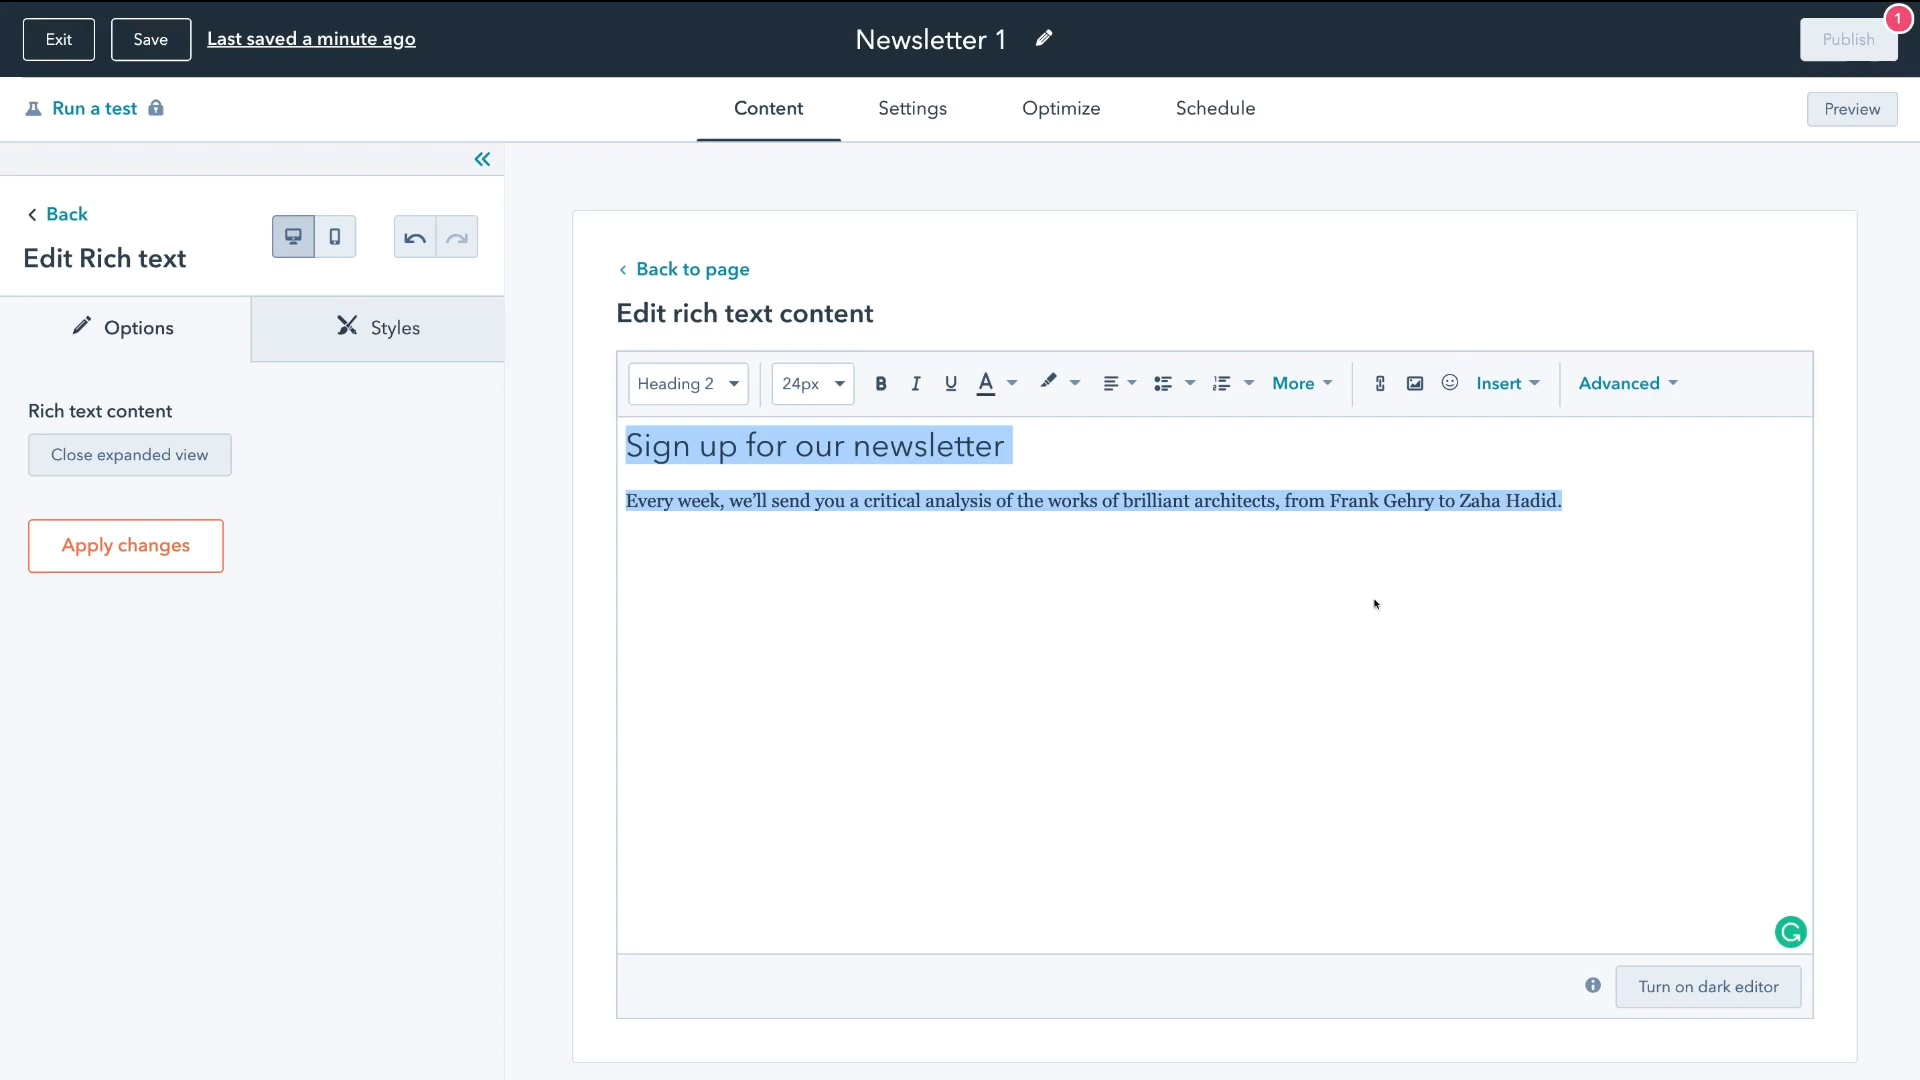 Exit
Save
Last saved a minute ago
Newsletter 1
Publish
1
Run a test
Content
Settings
Optimize
Schedule
Preview
Back
Edit Rich text
Options
Styles
Rich text content
Close expanded view
Apply changes
Back to page
Edit rich text content
Heading 2
24px
B
I
U
A
More
Insert
Advanced
Sign up for our newsletter
Every week, we’ll send you a critical analysis of the works of brilliant architects, from Frank Gehry to Zaha Hadid.
Turn on dark editor